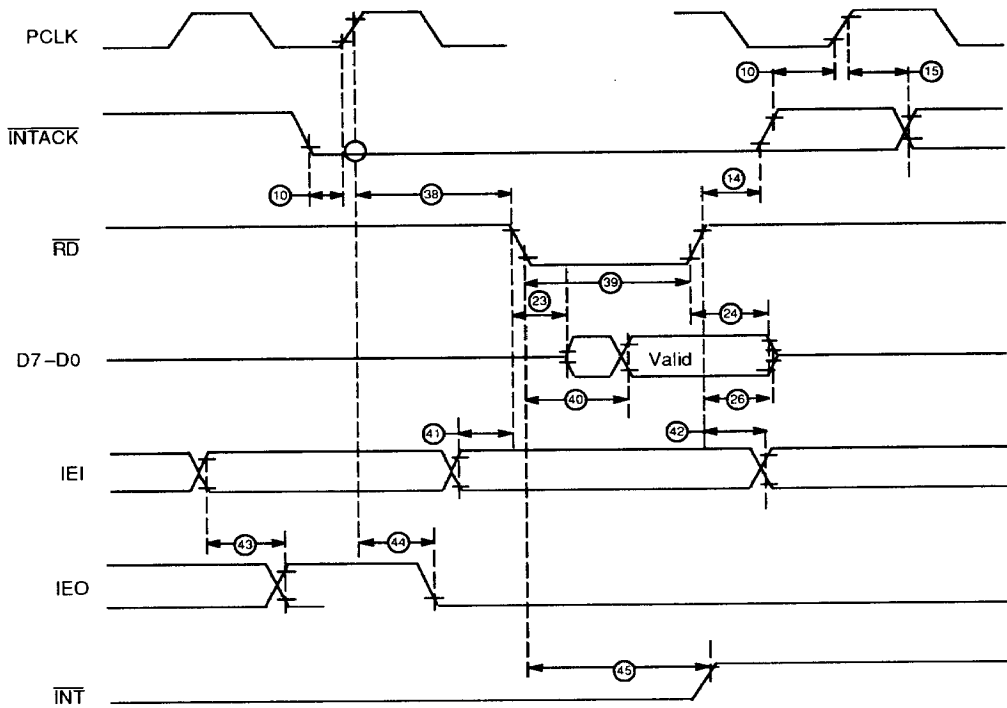 PCLK
10
15
INTACK
10
38
14
RD
39
23
24
D7-D0
Valid
40
26
41
42
IEI
43
44
IEO
45
INT